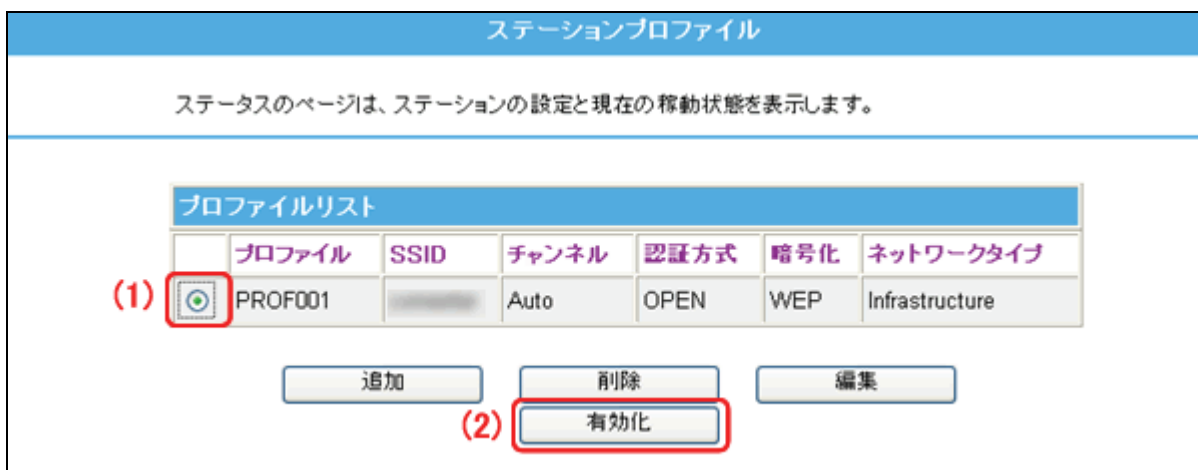 ステーションプロファイル
ステータスのページは、ステーションの設定と現在の稼動状態を表示します。
プロファイルリスト
プロファイル SSID チャンネル 認証方式 暗号化 ネットワークタイプ
(1) PROF001 Auto OPEN WEP Infrastructure
追加 削除 編集
(2) 有効化